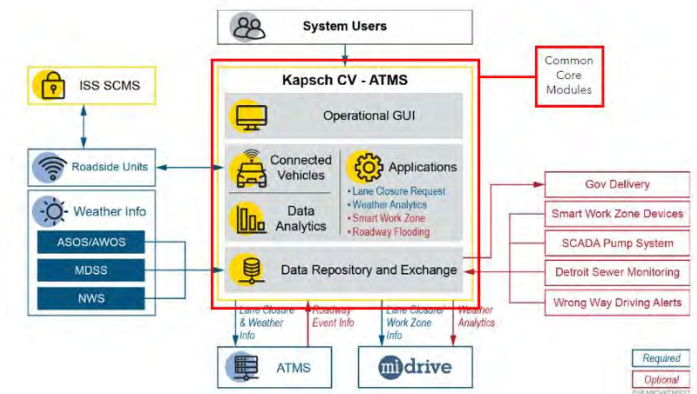 System Users
Kapsch CV - ATMS
Common
Core
Modules
ISS SCMS
Operational GUI
Roadside Units
Connected
Vehicles
Applications
• Lane Closure Request
• Weather Analytics
• Smart Work Zone
• Roadway Flooding
Data
Analytics
Weather Info
ASOS/AWOS
MDSS
NWS
Data Repository and Exchange
Gov Delivery
Smart Work Zone Devices
SCADA Pump System
Detroit Sewer Monitoring
Wrong Way Driving Alerts
Lane Closure
& Weather
Info
Roadway
Event Info
Lane Closure/
Work Zone
Info
Weather
Analytics
ATMS
mi drive
Required
Optional